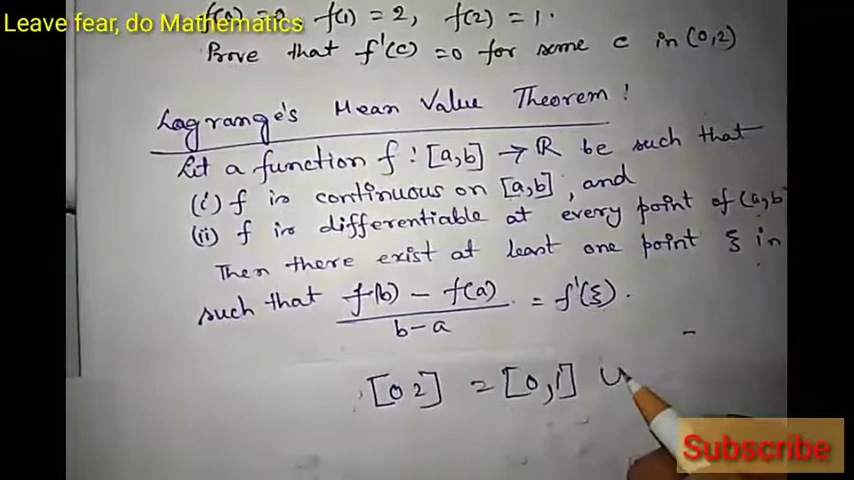 Leave fear, do Mathematics
f(0) = 0, f(1) = 2, f(2) = 1.
Prove that f'(c) = 0 for some c in (0,2)
Lagrange's Mean Value Theorem:
Let a function f : [a,b] → ℝ be such that
(i) f is continuous on [a,b], and
(ii) f is differentiable at every point of (a,b
Then there exist at least one point ξ in
such that f(b) - f(a) / b-a = f'(ξ).
[0 2] = [0,1] U
Subscribe